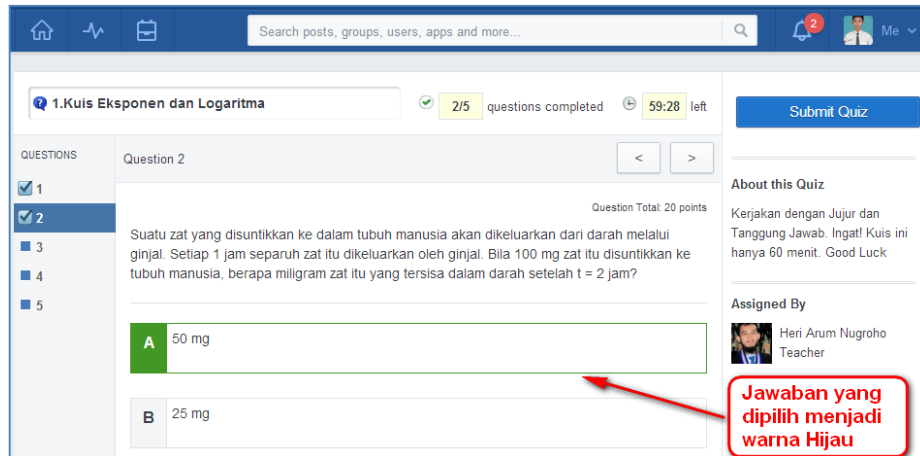 Search posts, groups, users, apps and more...
2
Me
1.Kuis Eksponen dan Logaritma
2/5 questions completed
59:28 left
Submit Quiz
QUESTIONS
1
2
3
4
5
Question 2
< >
Question Total: 20 points
Suatu zat yang disuntikkan ke dalam tubuh manusia akan dikeluarkan dari darah melalui
ginjal. Setiap 1 jam separuh zat itu dikeluarkan oleh ginjal. Bila 100 mg zat itu disuntikkan ke
tubuh manusia, berapa miligram zat itu yang tersisa dalam darah setelah t = 2 jam?
A 50 mg
B 25 mg
About this Quiz
Kerjakan dengan Jujur dan
Tanggung Jawab. Ingat! Kuis ini
hanya 60 menit. Good Luck
Assigned By
Heri Arum Nugroho
Teacher
Jawaban yang
dipilih menjadi
warna Hijau